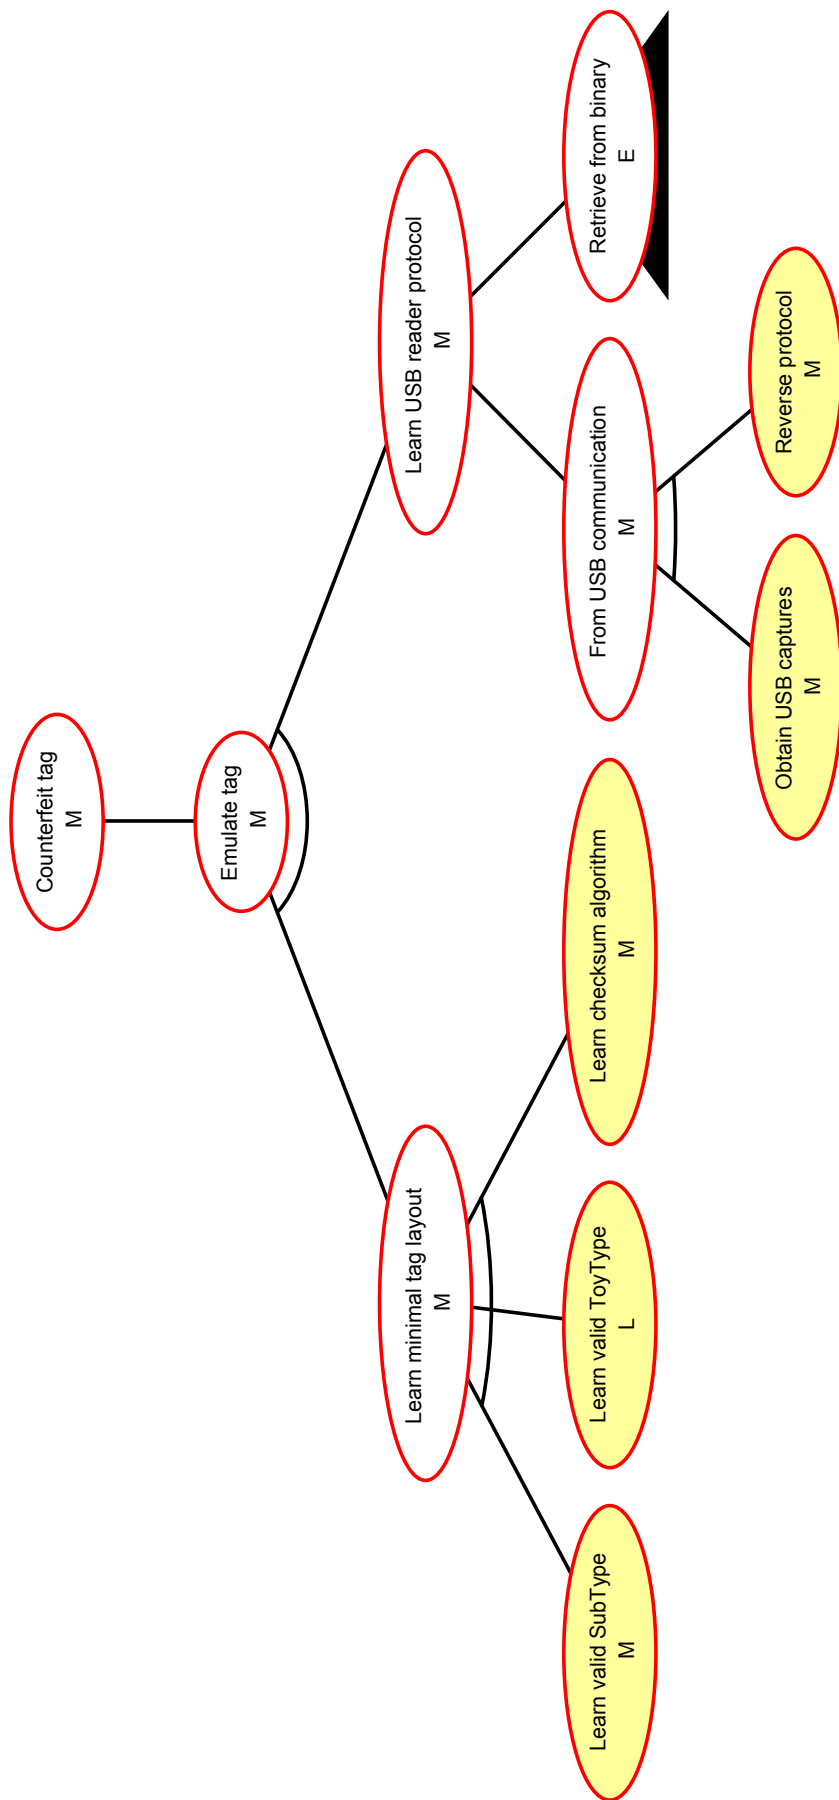 Counterfeit tag
M
Emulate tag
M
Learn minimal tag layout
M
Learn USB reader protocol
M
Learn valid SubType
M
Learn valid ToyType
L
Learn checksum algorithm
M
From USB communication
M
Retrieve from binary
E
Obtain USB captures
M
Reverse protocol
M